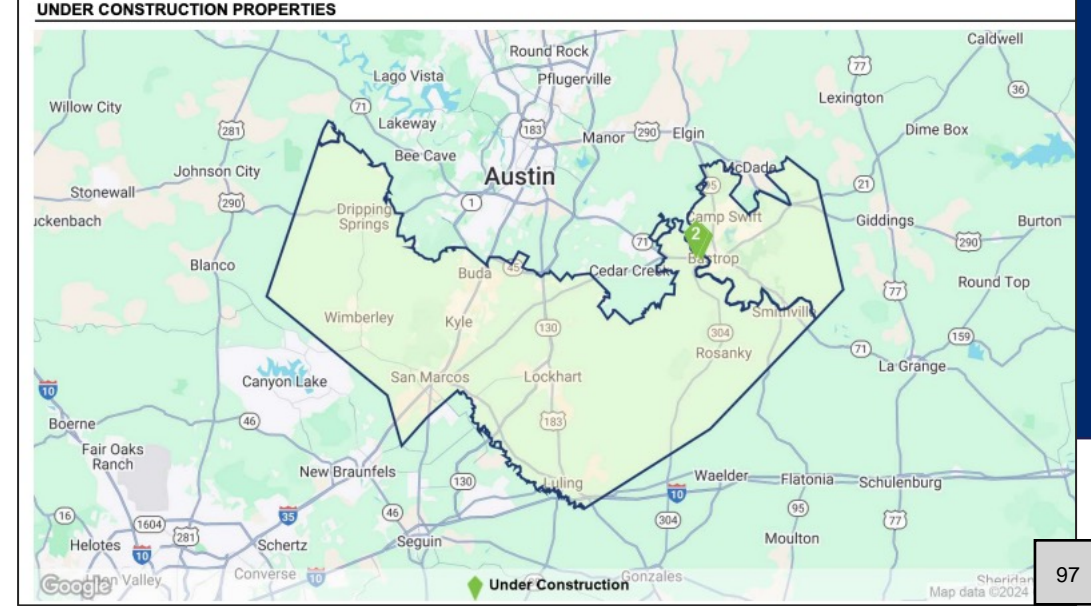 UNDER CONSTRUCTION PROPERTIES
Caldwell
Round Rock
77
Lago Vista
Pflugerville
36
Willow City
71
Lexington
Lakeway
183
281
Manor
290
Elgin
Dime Box
Bee Cave
McDade
Johnson City
Austin
21
Stonewall
95
290
1
uckenbach
Dripping
Springs
Camp Swift
Giddings
Burton
2
71
290
Blanco
Buda
45
Cedar Creek
Bastrop
Round Top
77
Wimberley
Kyle
130
Smithville
304
159
Rosanky
71
La Grange
Canyon Lake
San Marcos
Lockhart
10
46
183
Boerne
Fair Oaks
Ranch
New Braunfels
130
Luling
Waelder
Flatonia
Schulenburg
10
16
1604
281
35
46
304
95
77
Helotes
10
Schertz
Seguin
Moulton
Google
on Valley
Converse
10
Under Construction
Gonzales
Sheridan
Map data ©2024
97